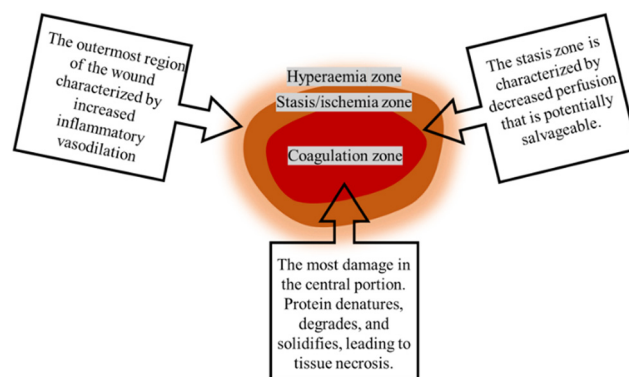 The outermost region
of the wound
characterized by
increased
inflammatory
vasodilation
Hyperaemia zone
Stasis/ischemia zone
Coagulation zone
The stasis zone is
characterized by
decreased perfusion
that is potentially
salvageable.
The most damage in
the central portion.
Protein denatures,
degrades, and
solidifies, leading to
tissue necrosis.